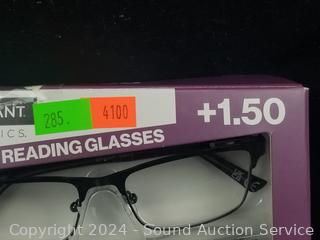 ANT.
ICS.
285.
4100
+1.50
READING GLASSES
Copyright © 2024 - Sound Auction Service